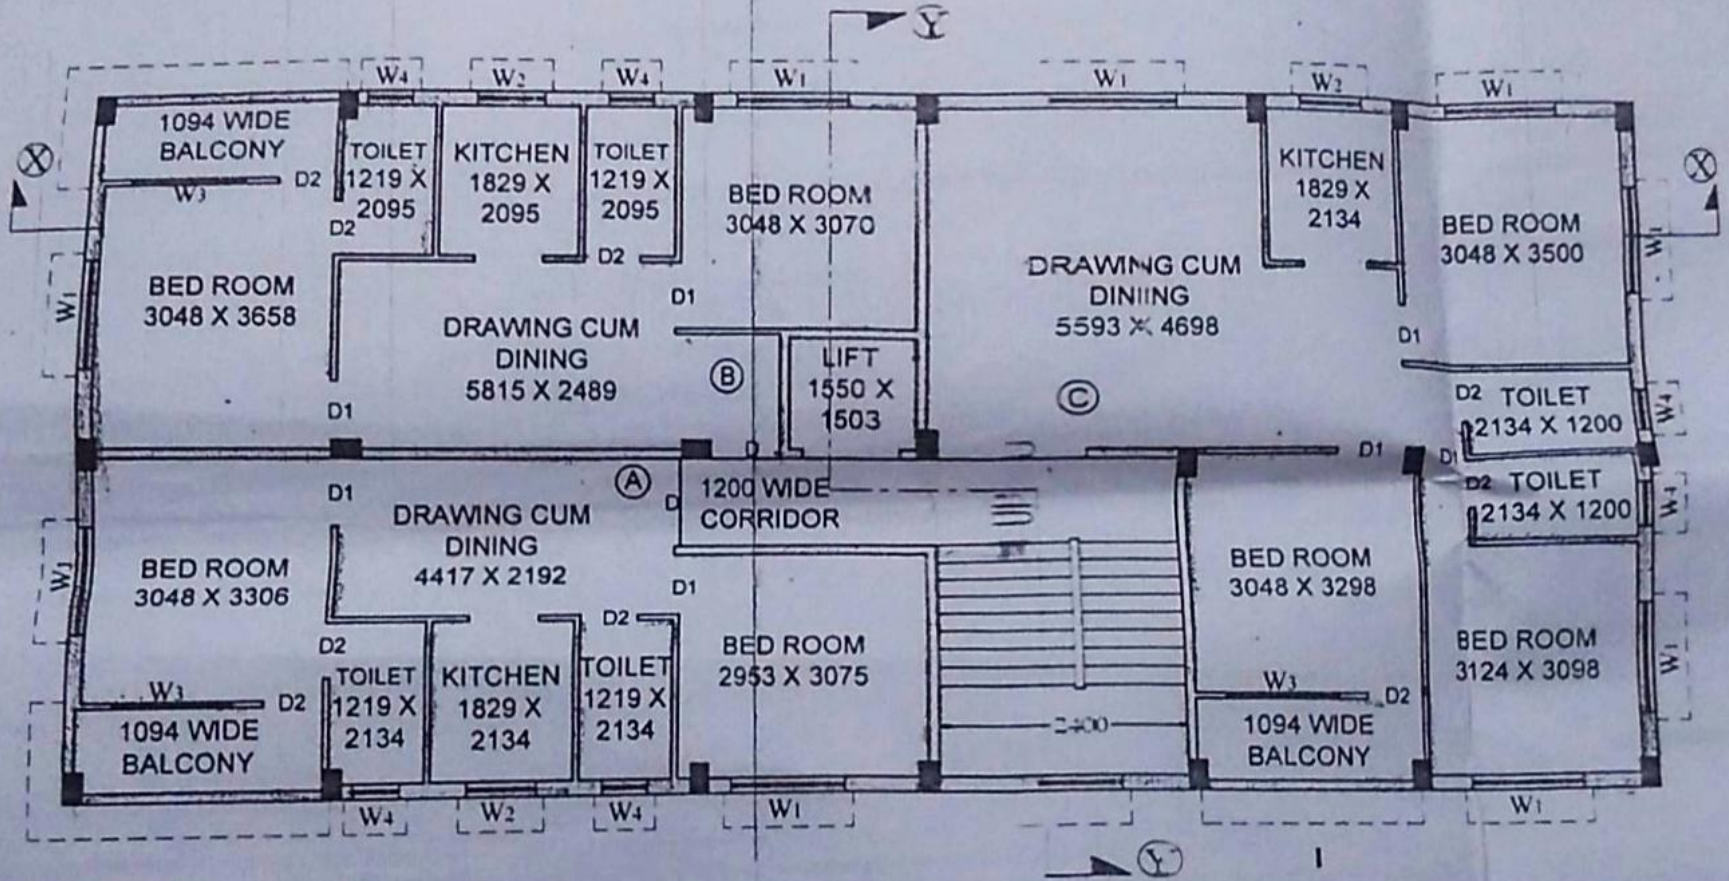 Y
W4
W2
W4
W1
W1
W2
W1
X
1094 WIDE
BALCONY
W3
D2
TOILET
1219 X
2095
D2
KITCHEN
1829 X
2095
TOILET
1219 X
2095
D2
BED ROOM
3048 X 3070
D1
KITCHEN
1829 X
2134
BED ROOM
3048 X 3500
X
W1
W1
BED ROOM
3048 X 3658
D1
DRAWING CUM
DINING
5815 X 2489
B
LIFT
1550 X
1503
DRAWING CUM
DINIING
5593 X 4698
C
D1
D2
TOILET
2134 X 1200
W4
D
D1
D1
A
D1
DRAWING CUM
DINING
4417 X 2192
D
1200 WIDE
CORRIDOR
D2
TOILET
2134 X 1200
W4
W1
BED ROOM
3048 X 3306
D2
D1
D2
BED ROOM
3048 X 3298
BED ROOM
3124 X 3098
W1
W3
D2
1094 WIDE
BALCONY
TOILET
1219 X
2134
KITCHEN
1829 X
2134
TOILET
1219 X
2134
BED ROOM
2953 X 3075
2400
W3
D2
1094 WIDE
BALCONY
W4
W2
W4
W1
W1
Y